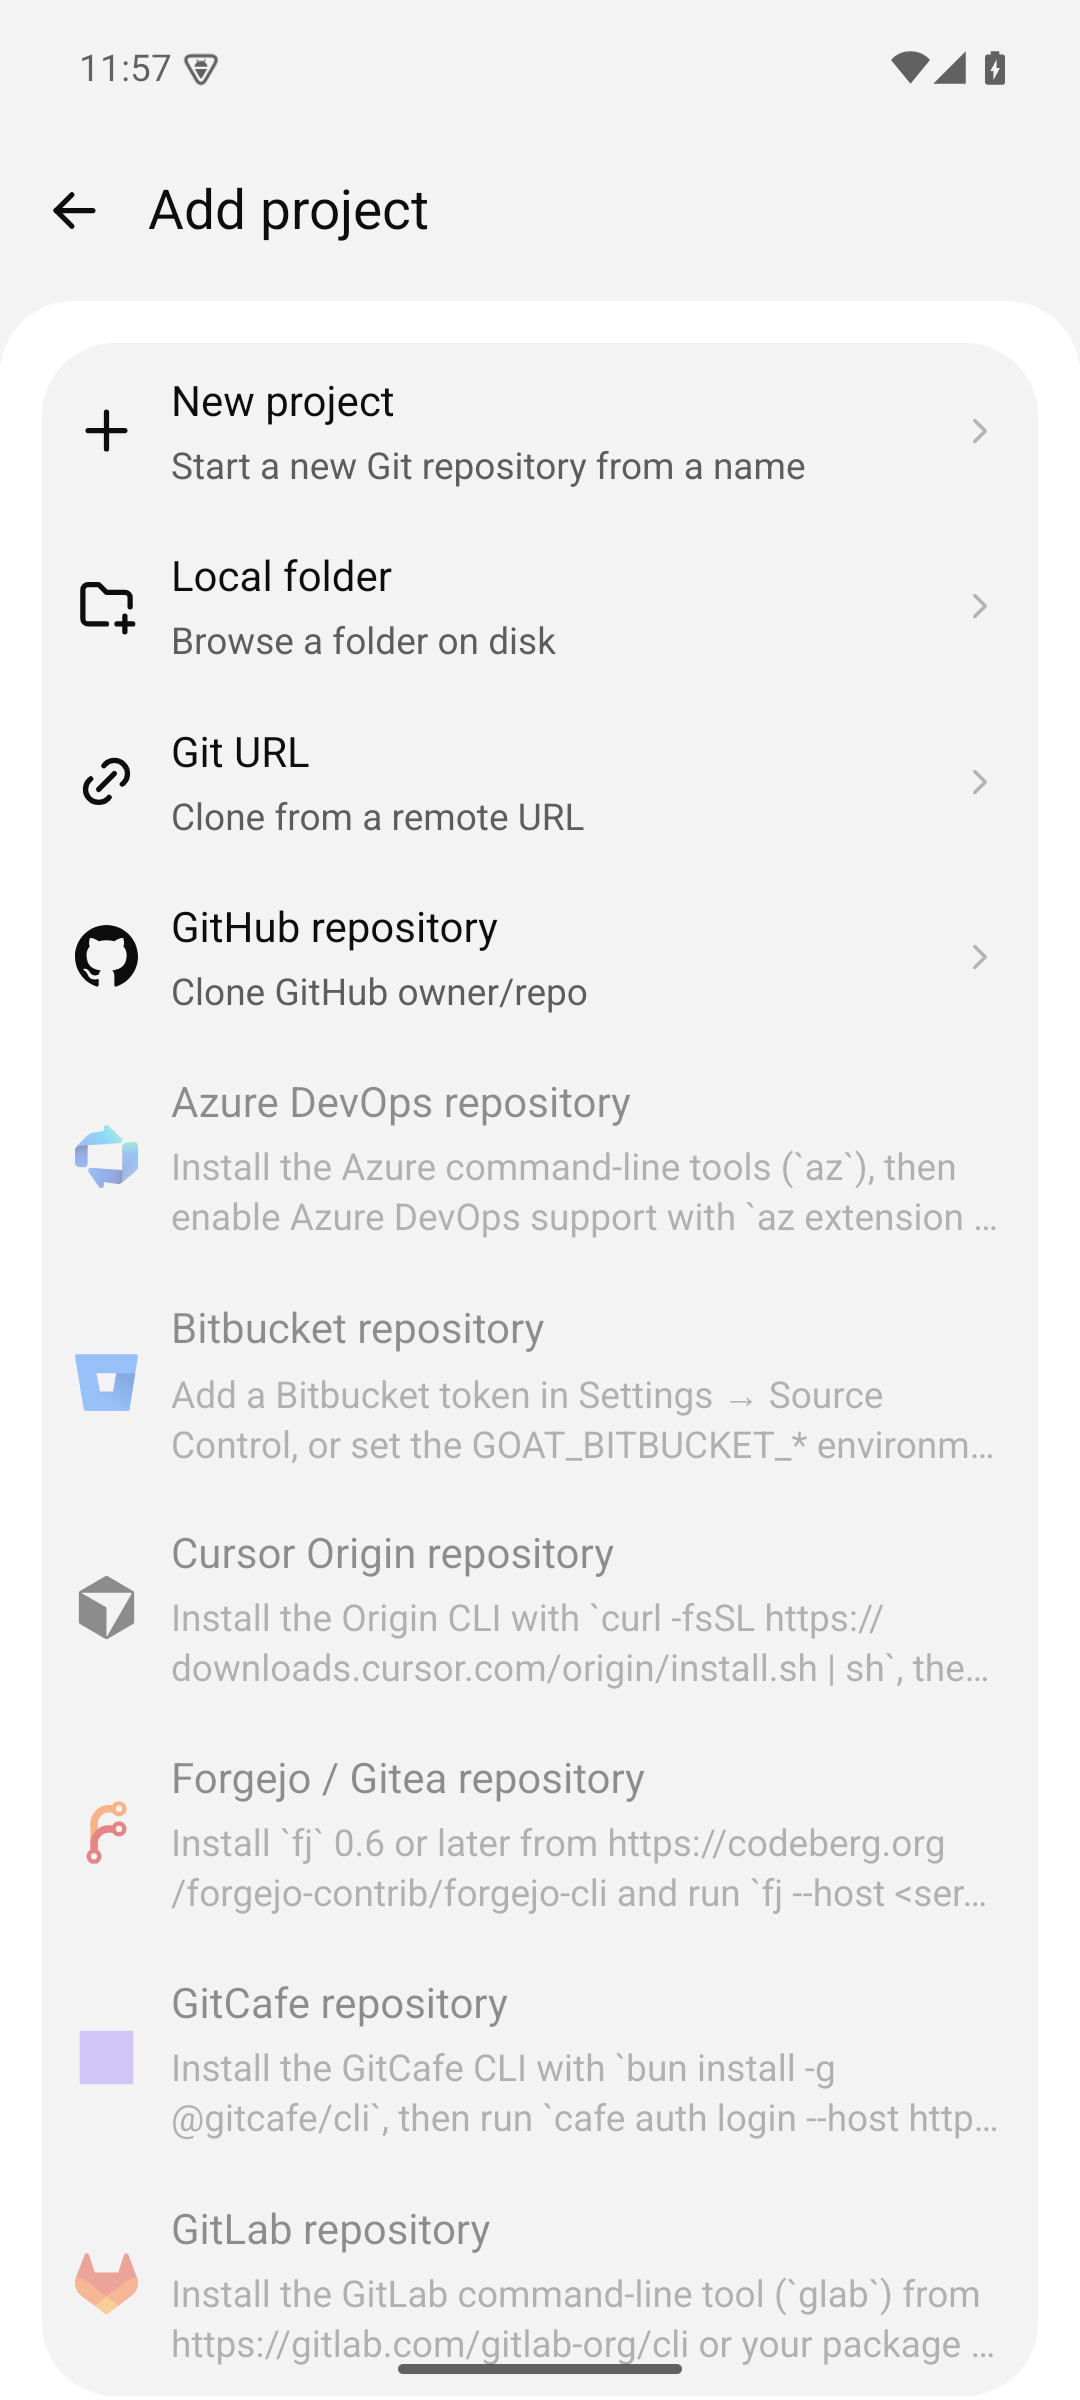 11:57
Add project
New project
Start a new Git repository from a name
Local folder
Browse a folder on disk
Git URL
Clone from a remote URL
GitHub repository
Clone GitHub owner/repo
Azure DevOps repository
Install the Azure command-line tools (`az`), then
enable Azure DevOps support with `az extension …
Bitbucket repository
Add a Bitbucket token in Settings → Source
Control, or set the GOAT_BITBUCKET_* environm…
Cursor Origin repository
Install the Origin CLI with `curl -fsSL https://
downloads.cursor.com/origin/install.sh | sh`, the…
Forgejo / Gitea repository
Install `fj` 0.6 or later from https://codeberg.org
/forgejo-contrib/forgejo-cli and run `fj --host <ser…
GitCafe repository
Install the GitCafe CLI with `bun install -g
@gitcafe/cli`, then run `cafe auth login --host http…
GitLab repository
Install the GitLab command-line tool (`glab`) from
https://gitlab.com/gitlab-org/cli or your package …